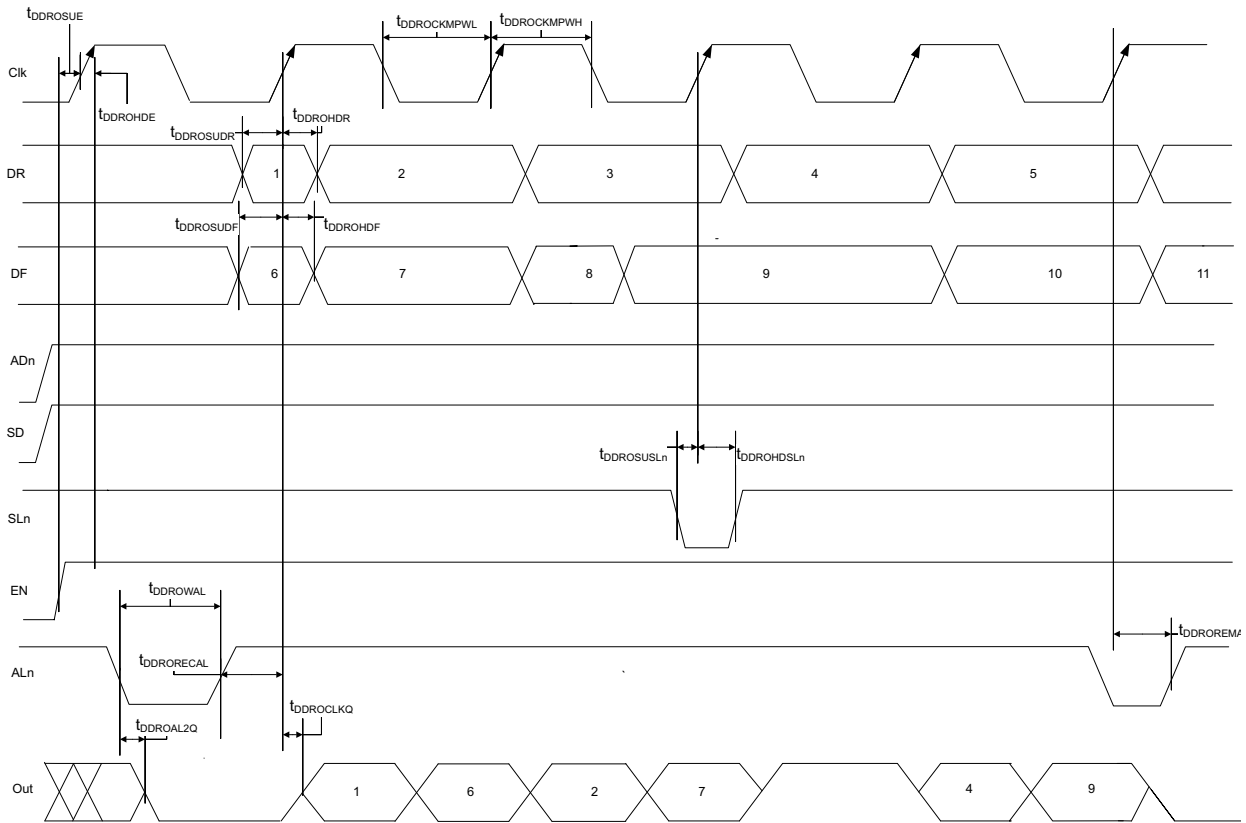 tDDROSUE
tDDROCKMPWL
tDDROCKMPWH
Clk
tDDROHDE
tDDROSUDR
tDDROHDR
DR
1
2
3
4
5
tDDROSUDF
tDDROHDF
DF
6
7
8
9
10
11
ADn
SD
tDDROSUSLn
tDDROHDSLn
SLn
EN
tDDROWAL
tDDRORECAL
tDDROREMA
ALn
tDDROAL2Q
tDDROCLKQ
Out
1
6
2
7
4
9